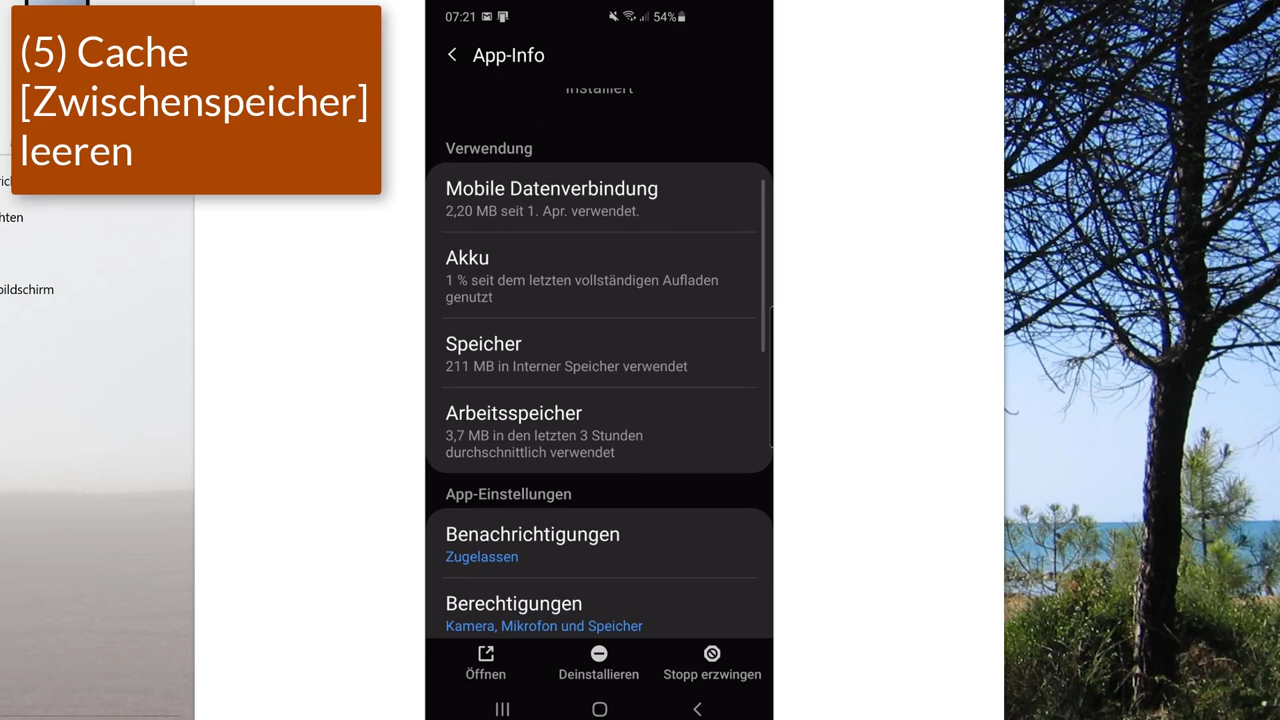 (5) Cache
[Zwischenspeicher]
leeren
hten
bildschirm
07:21
54%
App-Info
Installiert
Verwendung
Mobile Datenverbindung
2,20 MB seit 1. Apr. verwendet.
Akku
1 % seit dem letzten vollständigen Aufladen
genutzt
Speicher
211 MB in Interner Speicher verwendet
Arbeitsspeicher
3,7 MB in den letzten 3 Stunden
durchschnittlich verwendet
App-Einstellungen
Benachrichtigungen
Zugelassen
Berechtigungen
Kamera, Mikrofon und Speicher
Öffnen
Deinstallieren
Stopp erzwingen